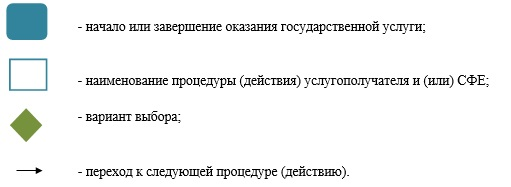 - начало или завершение оказания государственной услуги;
- наименование процедуры (действия) услугополучателя и (или) СФЕ;
- вариант выбора;
- переход к следующей процедуре (действию).